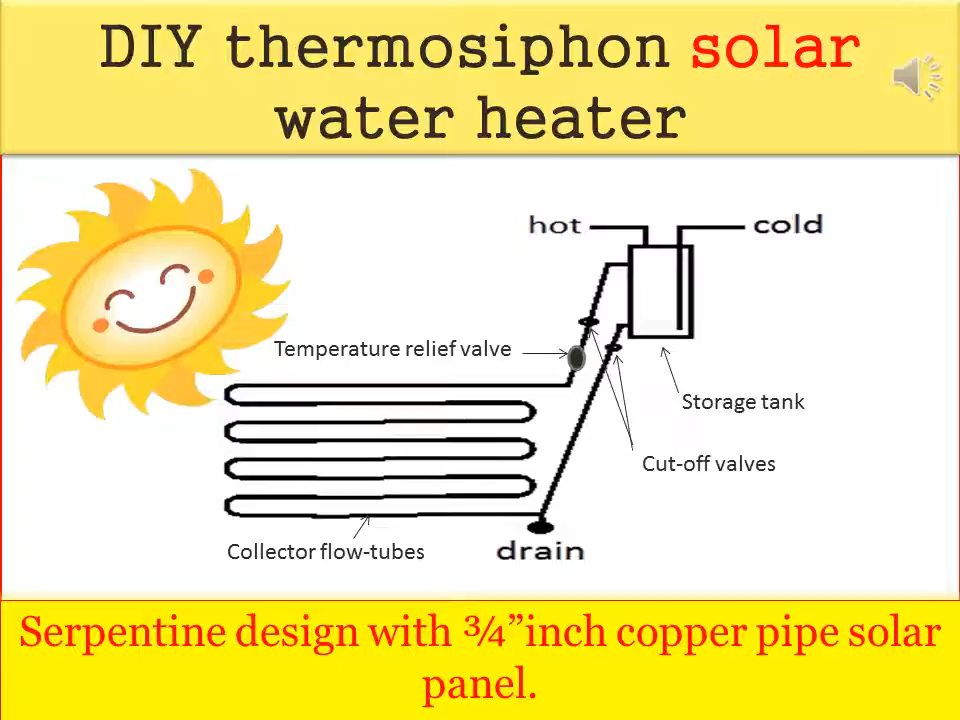 DIY thermosiphon solar
water heater
hot
cold
Temperature relief valve
Storage tank
Cut-off valves
Collector flow-tubes
drain
Serpentine design with ¾”inch copper pipe solar
panel.